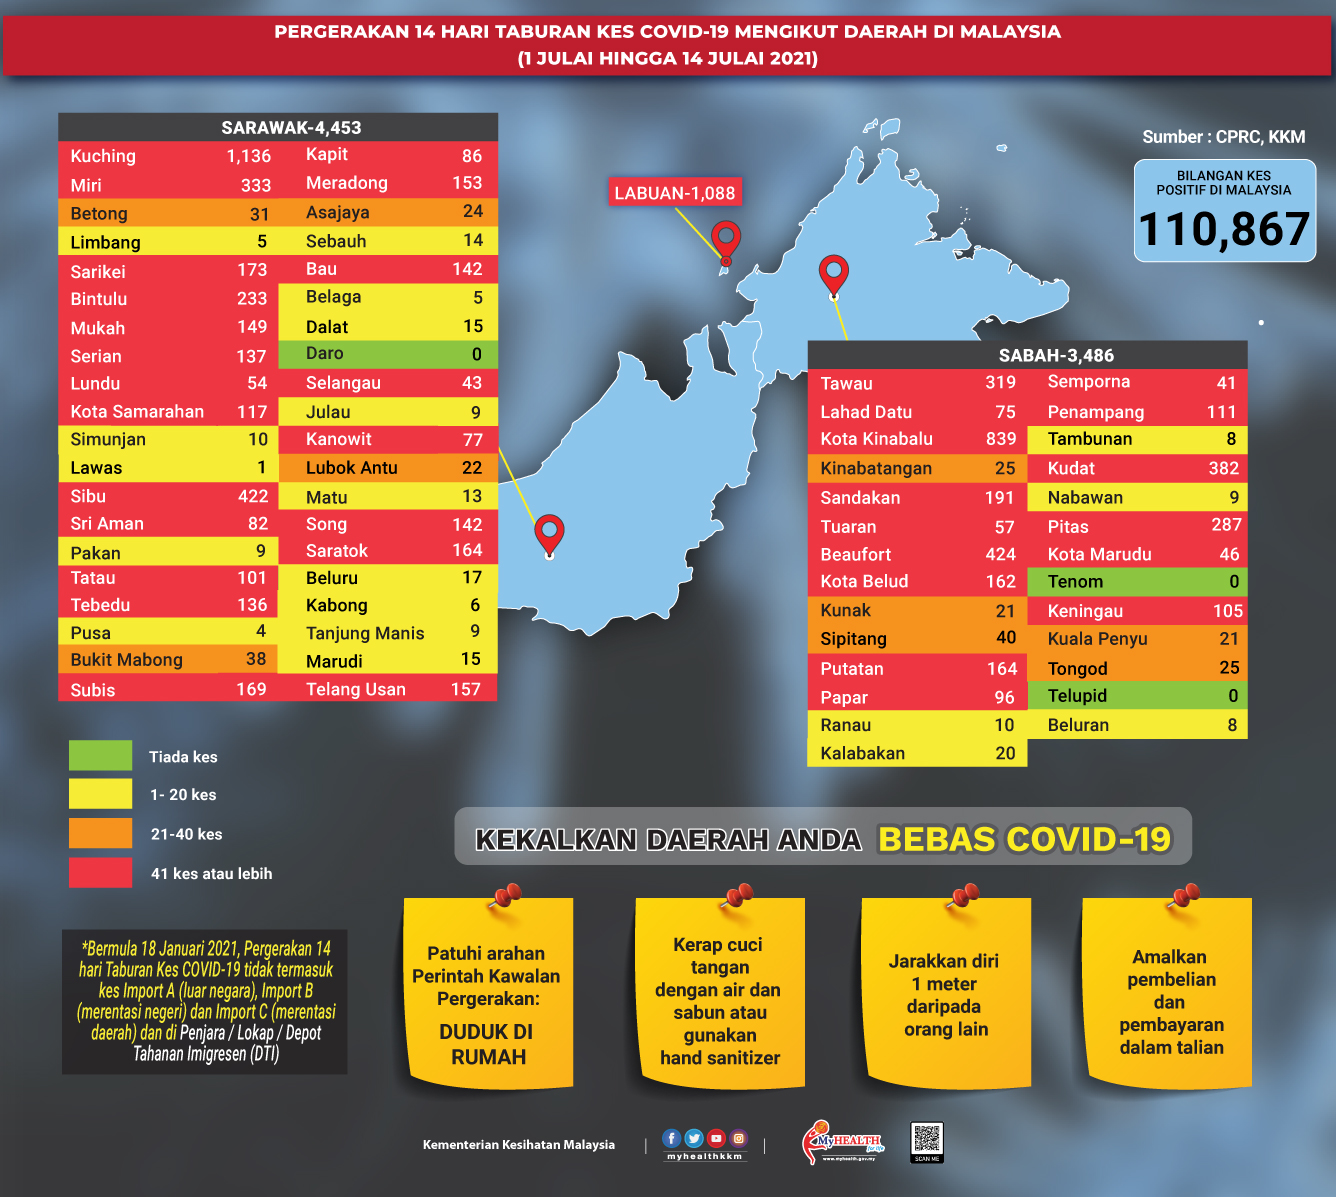 PERGERAKAN 14 HARI TABURAN KES COVID-19 MENGIKUT DAERAH DI MALAYSIA
(1 JULAI HINGGA 14 JULAI 2021)
SARAWAK-4,453
Kuching 1,136 Kapit 86
Miri 333 Meradong 153
Betong 31 Asajaya 24
Limbang 5 Sebauh 14
Sarikei 173 Bau 142
Bintulu 233 Belaga 5
Mukah 149 Dalat 15
Serian 137 Daro 0
Lundu 54 Selangau 43
Kota Samarahan 117 Julau 9
Simunjan 10 Kanowit 77
Lawas 1 Lubok Antu 22
Sibu 422 Matu 13
Sri Aman 82 Song 142
Pakan 9 Saratok 164
Tatau 101 Beluru 17
Tebedu 136 Kabong 6
Pusa 4 Tanjung Manis 9
Bukit Mabong 38 Marudi 15
Subis 169 Telang Usan 157
LABUAN-1,088
Sumber : CPRC, KKM
BILANGAN KES
POSITIF DI MALAYSIA
110,867
SABAH-3,486
Tawau 319 Semporna 41
Lahad Datu 75 Penampang 111
Kota Kinabalu 839 Tambunan 8
Kinabatangan 25 Kudat 382
Sandakan 191 Nabawan 9
Tuaran 57 Pitas 287
Beaufort 424 Kota Marudu 46
Kota Belud 162 Tenom 0
Kunak 21 Keningau 105
Sipitang 40 Kuala Penyu 21
Putatan 164 Tongod 25
Papar 96 Telupid 0
Ranau 10 Beluran 8
Kalabakan 20
Tiada kes
1- 20 kes
21-40 kes
41 kes atau lebih
*Bermula 18 Januari 2021, Pergerakan 14
hari Taburan Kes COVID-19 tidak termasuk
kes Import A (luar negara), Import B
(merentasi negeri) dan Import C (merentasi
daerah) dan di Penjara / Lokap / Depot
Tahanan Imigresen (DTI)
KEKALKAN DAERAH ANDA BEBAS COVID-19
Patuhi arahan
Perintah Kawalan
Pergerakan:
DUDUK DI
RUMAH
Kerap cuci
tangan
dengan air dan
sabun atau
gunakan
hand sanitizer
Jarakkan diri
1 meter
daripada
orang lain
Amalkan
pembelian
dan
pembayaran
dalam talian
Kementerian Kesihatan Malaysia
myhealthkkm
MyHEALTH
for life
www.myhealth.gov.my
SCAN ME